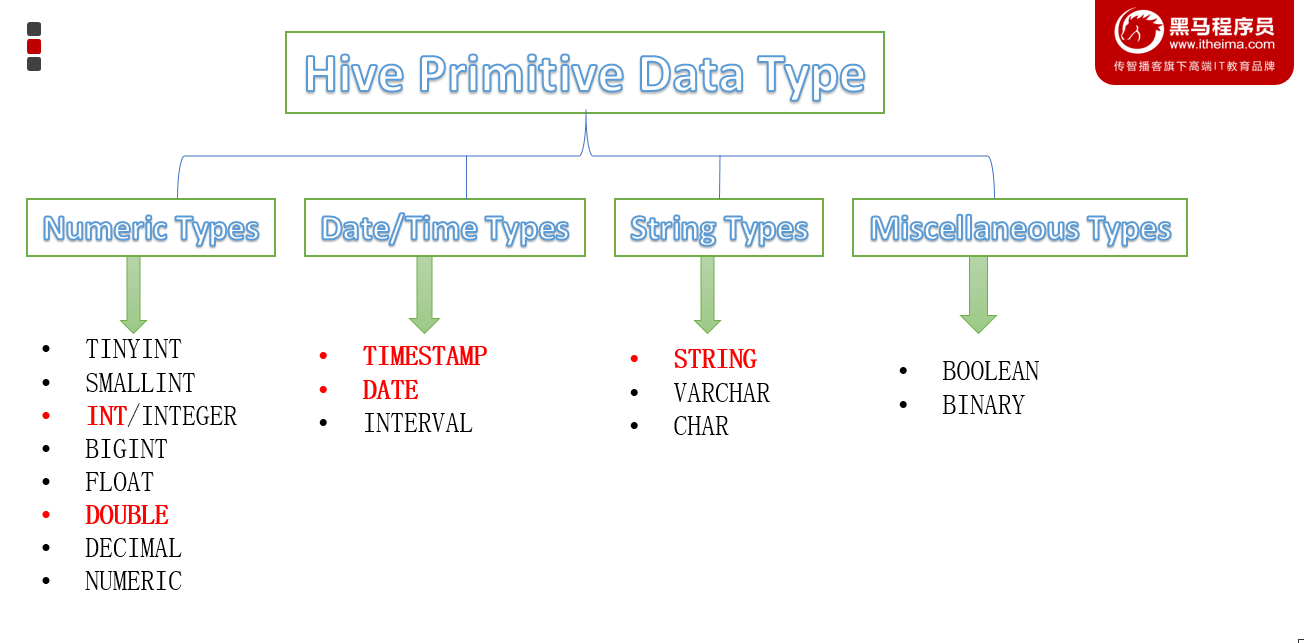 黑马程序员
www.itheima.com
传智播客旗下高端IT教育品牌
Hive Primitive Data Type
Numeric Types
Date/Time Types
String Types
Miscellaneous Types
• TINYINT
• SMALLINT
• INT/INTEGER
• BIGINT
• FLOAT
• DOUBLE
• DECIMAL
• NUMERIC
• TIMESTAMP
• DATE
• INTERVAL
• STRING
• VARCHAR
• CHAR
• BOOLEAN
• BINARY